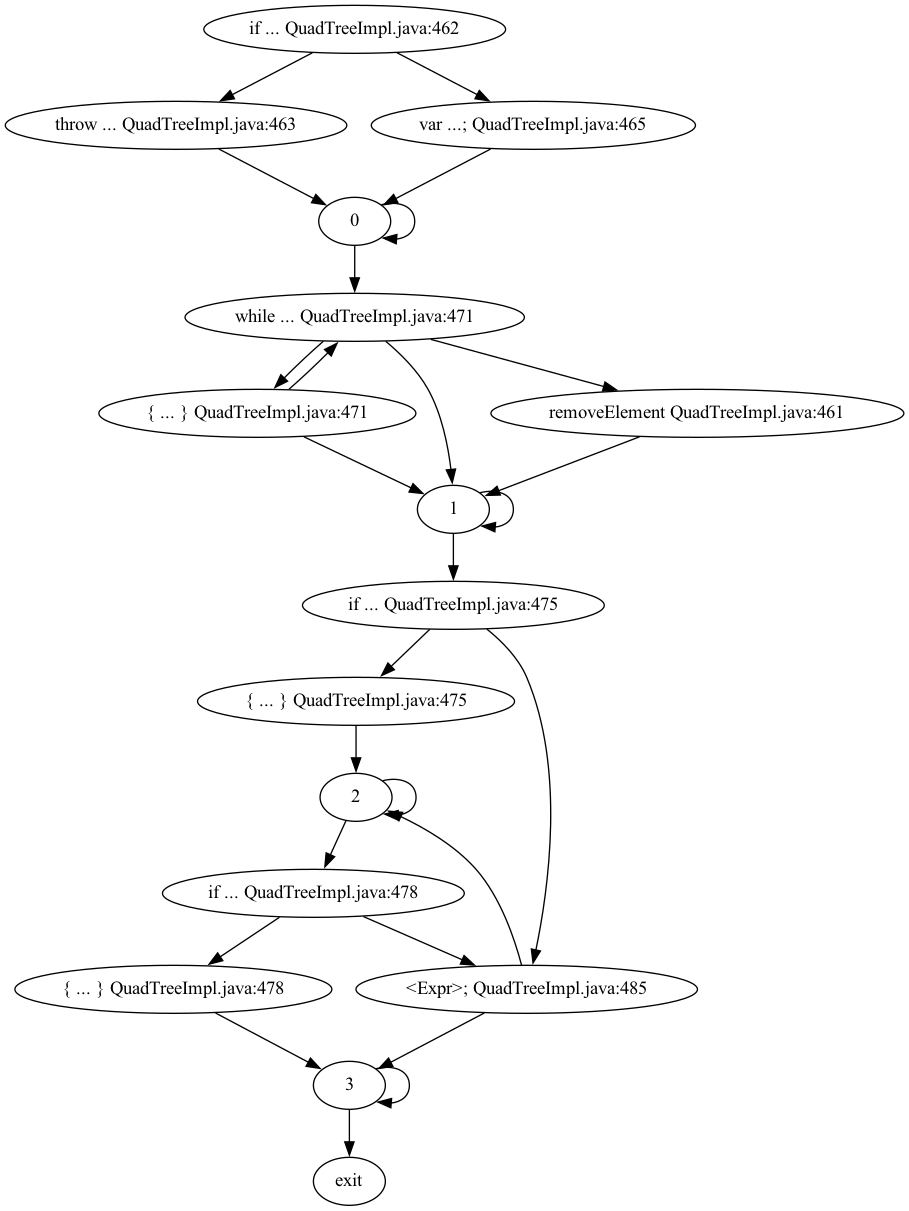 if ... QuadTreeImpl.java:462
throw ... QuadTreeImpl.java:463
var ...; QuadTreeImpl.java:465
0
while ... QuadTreeImpl.java:471
{ ... } QuadTreeImpl.java:471
removeElement QuadTreeImpl.java:461
1
if ... QuadTreeImpl.java:475
{ ... } QuadTreeImpl.java:475
2
if ... QuadTreeImpl.java:478
{ ... } QuadTreeImpl.java:478
<Expr>; QuadTreeImpl.java:485
3
exit